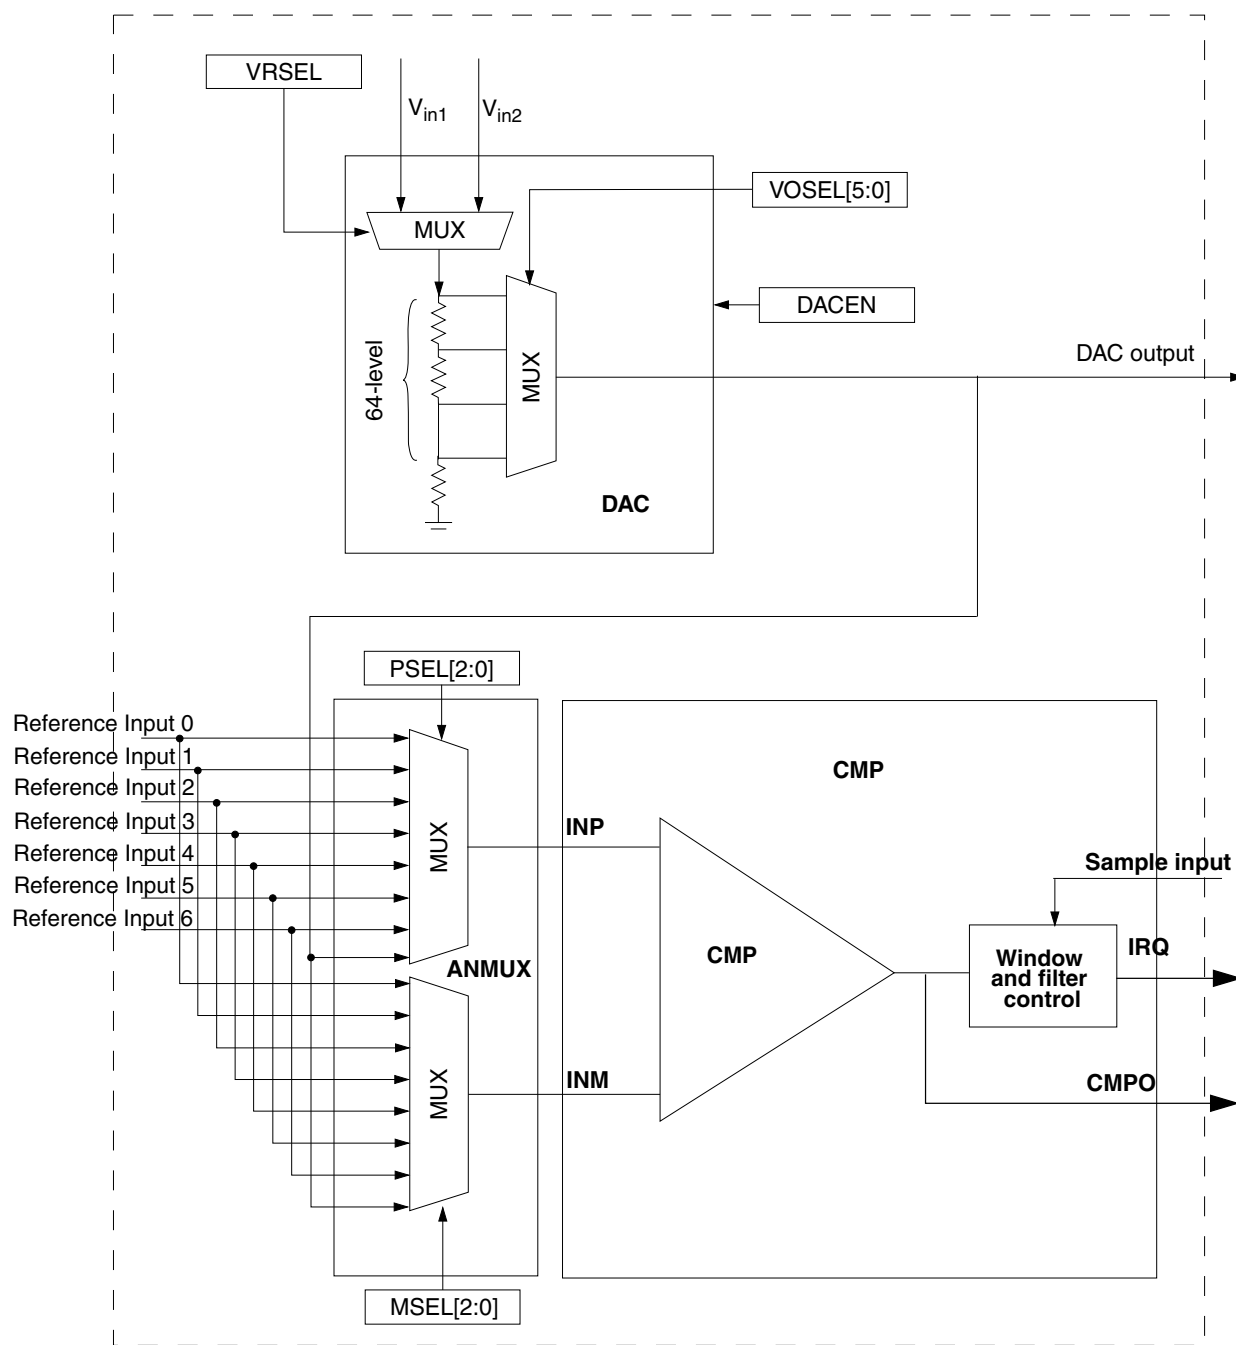 VRSEL
Vin1
Vin2
VOSEL[5:0]
MUX
DACEN
64-level
MUX
DAC output
DAC
PSEL[2:0]
Reference Input 0
Reference Input 1
Reference Input 2
Reference Input 3
Reference Input 4
Reference Input 5
Reference Input 6
MUX
ANMUX
MUX
MSEL[2:0]
INP
INM
CMP
CMP
Sample input
Window
and filter
control
IRQ
CMPO